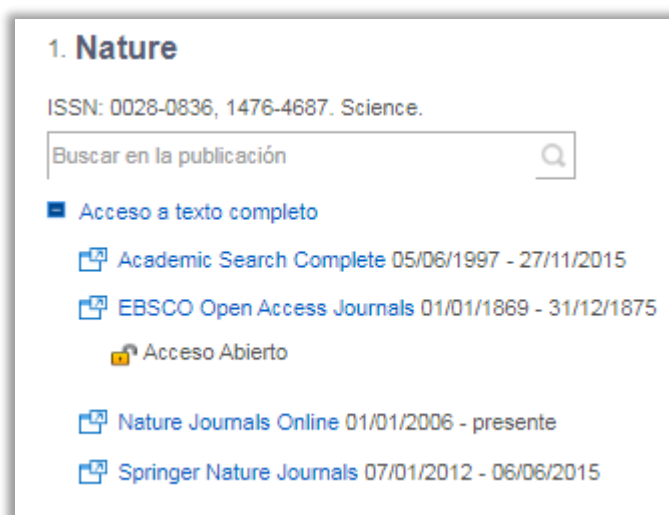 1. Nature
ISSN: 0028-0836, 1476-4687. Science.
Buscar en la publicación
Acceso a texto completo
Academic Search Complete 05/06/1997 - 27/11/2015
EBSCO Open Access Journals 01/01/1869 - 31/12/1875
Acceso Abierto
Nature Journals Online 01/01/2006 - presente
Springer Nature Journals 07/01/2012 - 06/06/2015